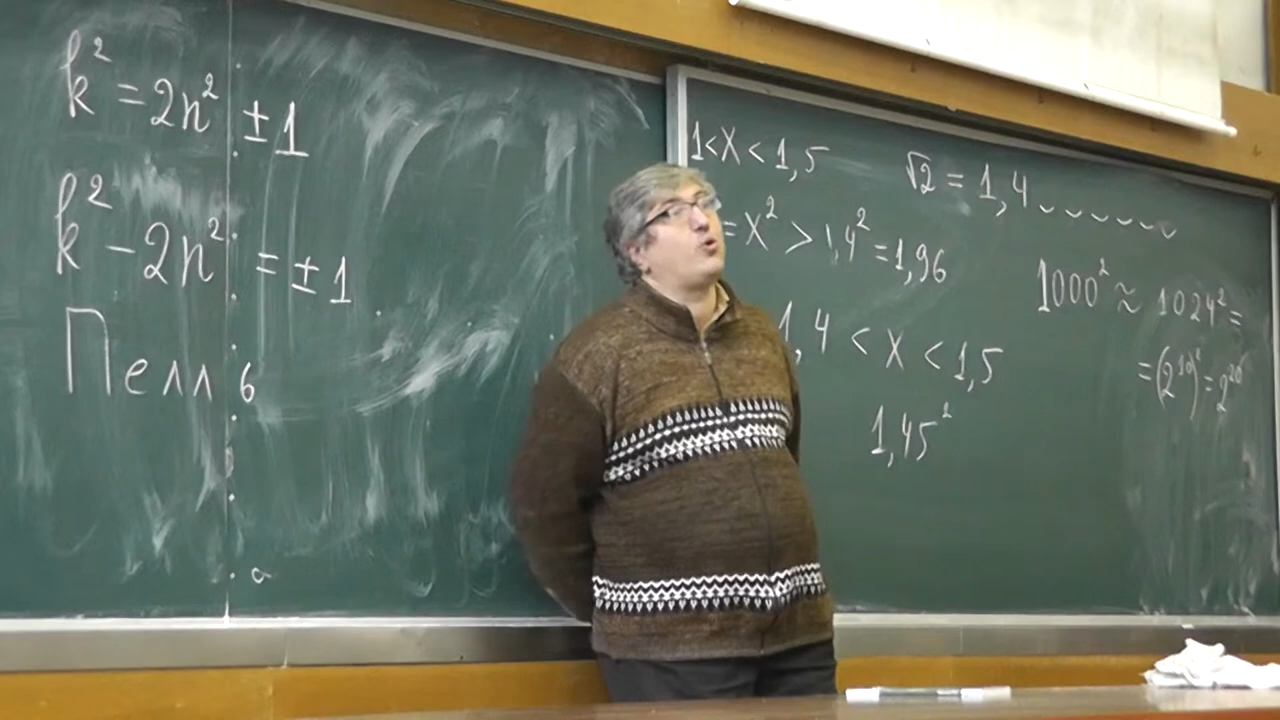 k² = 2n² ± 1
k² - 2n² = ± 1
Пелль
1 < X < 1,5
= X² > 1,4² = 1,96
1,4 < X < 1,5
1,45²
√2 = 1,4
1000² ≈ 1024² =
= (2¹⁰)² = 2²⁰